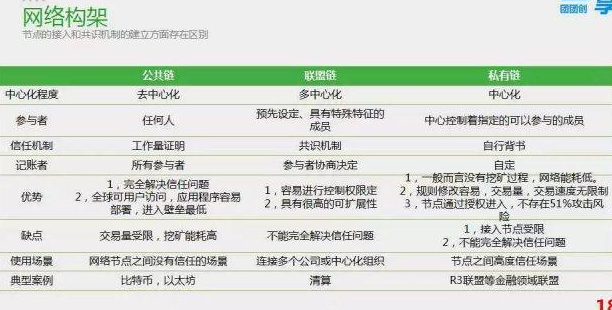 网络构架
节点的接入和共识机制的建立方面存在区别
团团创
公共链 联盟链 私有链
中心化程度 去中心化 多中心化 中心化
参与者 任何人 预先设定、具有特殊特征的成员 中心控制着指定的可以参与的成员
信任机制 工作量证明 共识机制 自行背书
记账者 所有参与者 参与者协商决定 自定
优势 1，完全解决信任问题 2，全球可用户访问，应用程序容易部署，进入壁垒最低 1，容易进行控制权限定 2，具有很高的可扩展性 1，一般而言没有挖矿过程，网络能耗低。 2，规则修改容易，交易量，交易速度无限制 3，节点通过授权进入，不存在51%攻击风险
缺点 交易量受限，挖矿能耗高 不能完全解决信任问题 1，接入节点受限 2，不能完全解决信任问题
使用场景 网络节点之间没有信任的场景 连接多个公司或中心化组织 节点之间高度信任场景
典型案例 比特币，以太坊 清算 R3联盟等金融领域联盟
18